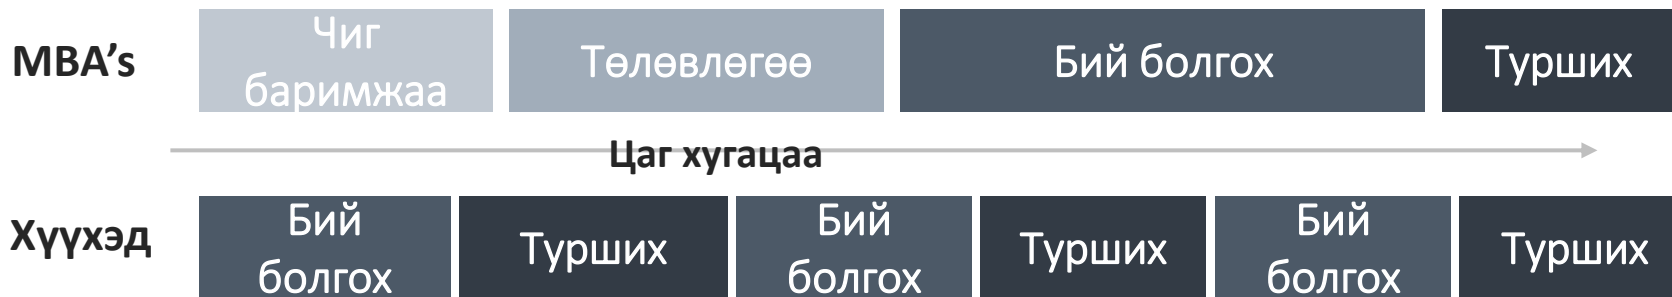 MBA's
Чиг
баримжаа
Төлөвлөгөө
Бий болгох
Турших
Цаг хугацаа
Хүүхэд
Бий
болгох
Турших
Бий
болгох
Турших
Бий
болгох
Турших